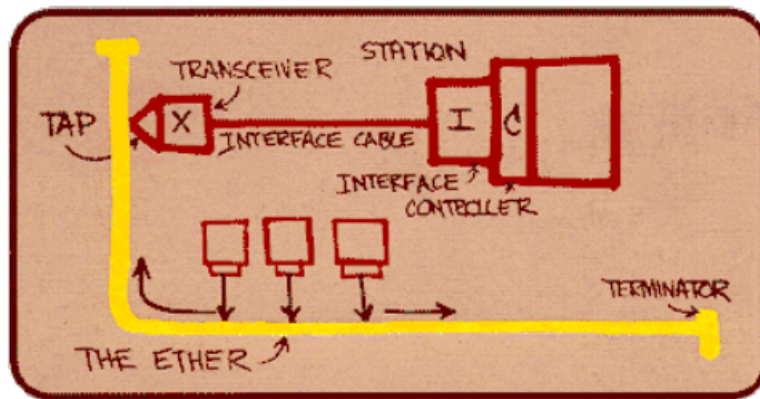 STATION
TRANSCEIVER
TAP
X
I
C
INTERFACE CABLE
INTERFACE
CONTROLLER
TERMINATOR
THE ETHER